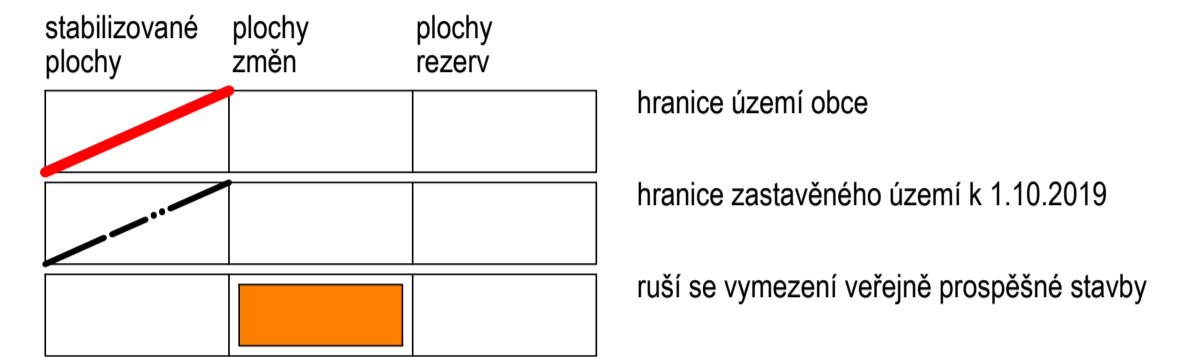 stabilizované plochy plochy
plochy změn rezerv
hranice území obce
hranice zastavěného území k 1.10.2019
ruší se vymezení veřejně prospěšné stavby